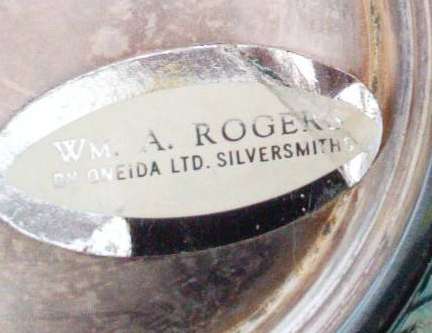 WM. A. ROGERS
BY ONEIDA LTD. SILVERSMITHS